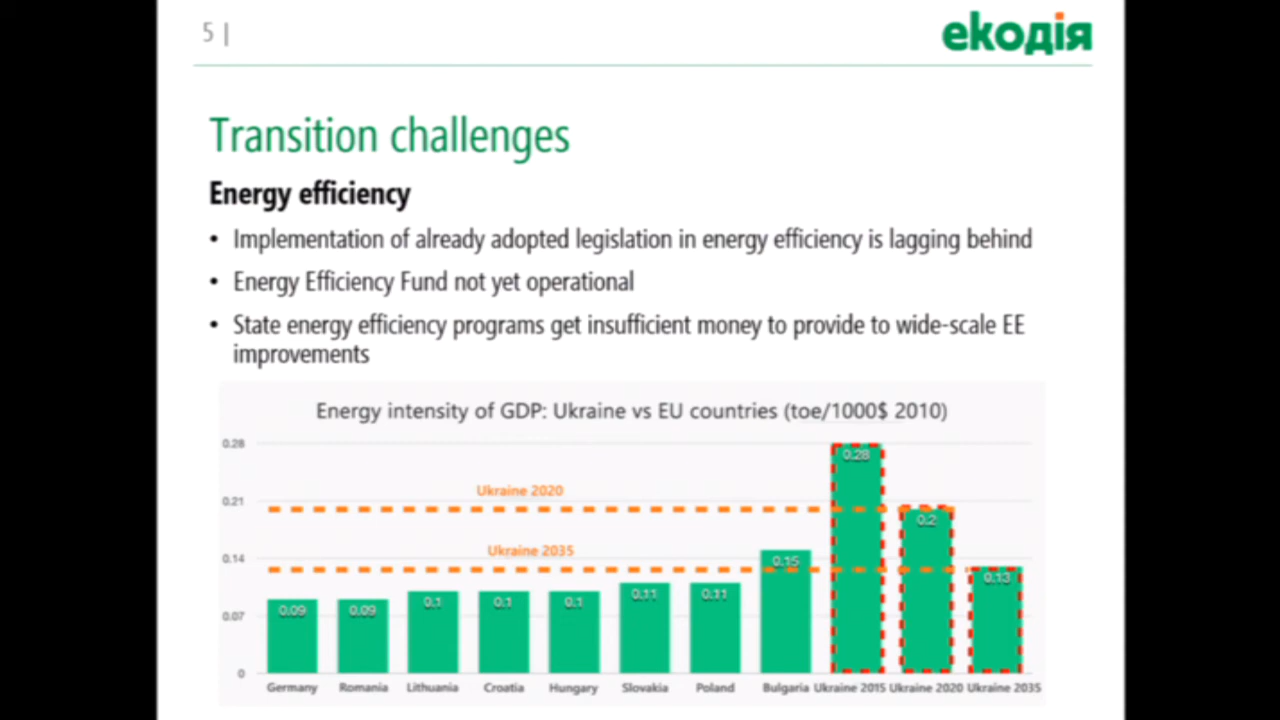 5 |
екодія
Transition challenges
Energy efficiency
• Implementation of already adopted legislation in energy efficiency is lagging behind
• Energy Efficiency Fund not yet operational
• State energy efficiency programs get insufficient money to provide to wide-scale EE
improvements
Energy intensity of GDP: Ukraine vs EU countries (toe/1000$ 2010)
0.28
0.21
0.14
0.07
0
Ukraine 2020
Ukraine 2035
0.09 0.09 0.1 0.1 0.1 0.11 0.11 0.15 0.28 0.2 0.13
Germany Romania Lithuania Croatia Hungary Slovakia Poland Bulgaria Ukraine 2015 Ukraine 2020 Ukraine 2035